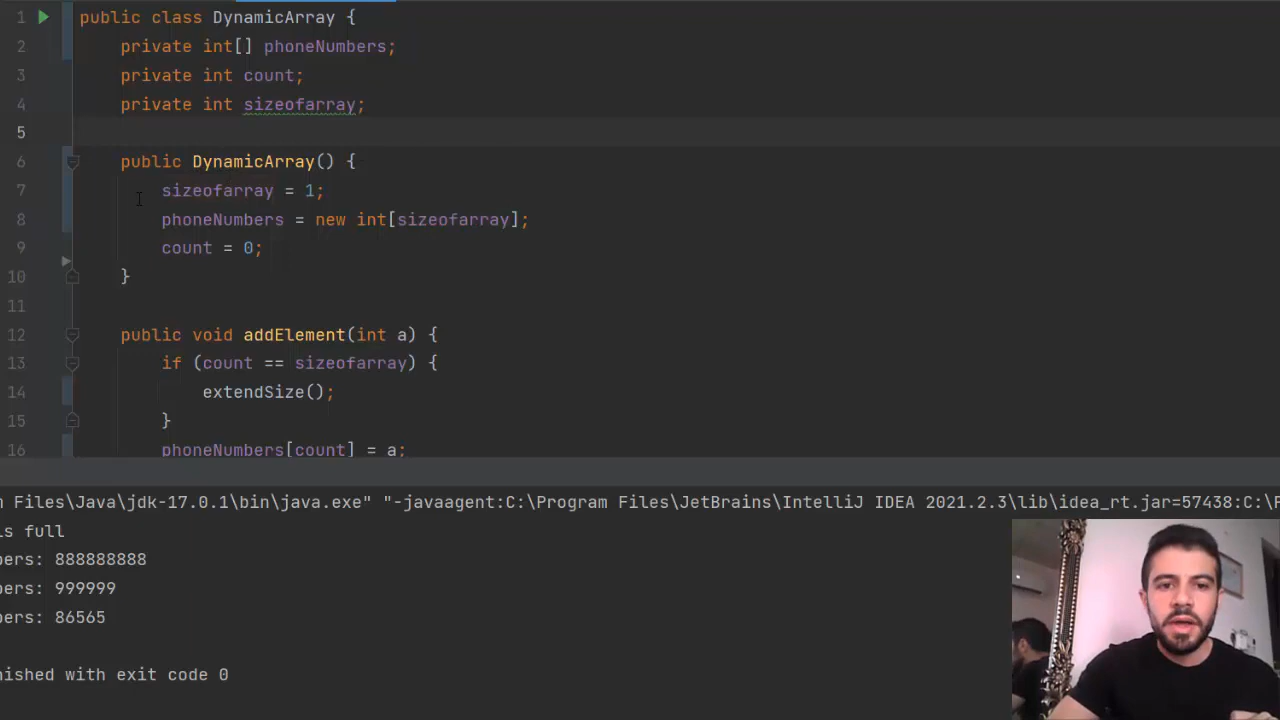 1 public class DynamicArray {
2 private int[] phoneNumbers;
3 private int count;
4 private int sizeofarray;
5
6 public DynamicArray() {
7 sizeofarray = 1;
8 phoneNumbers = new int[sizeofarray];
9 count = 0;
10 }
11
12 public void addElement(int a) {
13 if (count == sizeofarray) {
14 extendSize();
15 }
16 phoneNumbers[count] = a;
m Files\Java\jdk-17.0.1\bin\java.exe" "-javaagent:C:\Program Files\JetBrains\IntelliJ IDEA 2021.2.3\lib\idea_rt.jar=57438:C:\
s full
bers: 888888888
bers: 999999
bers: 86565
nished with exit code 0